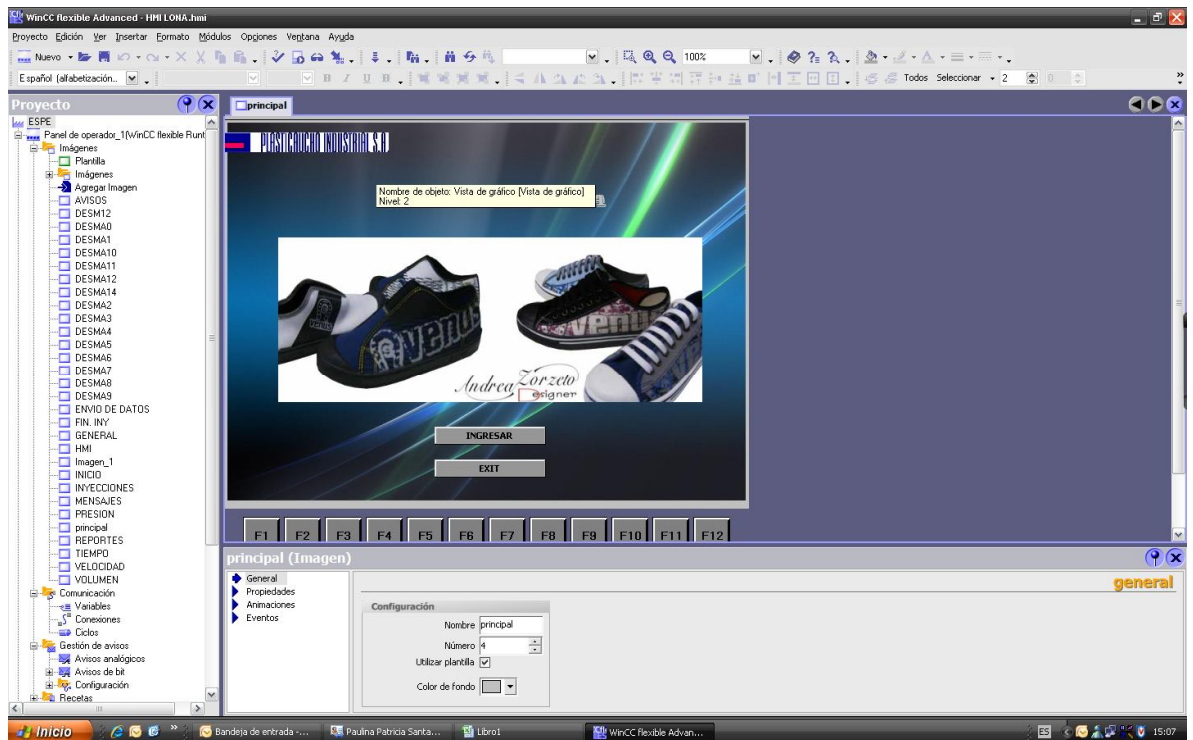 WinCC flexible Advanced - HMI LONA.hmi
Proyecto Edición Ver Insertar Formato Módulos Opciones Ventana Ayuda
Nuevo 100%
Español (alfabetización.. B I U B Todos Seleccionar 2 0
Proyecto
principal
ESPE
Panel de operador_1(WinCC flexible Runt
Imágenes
Plantilla
Imágenes
Agregar Imagen
AVISOS
DESM12
DESMA0
DESMA1
DESMA10
DESMA11
DESMA12
DESMA14
DESMA2
DESMA3
DESMA4
DESMA5
DESMA6
DESMA7
DESMA8
DESMA9
ENVIO DE DATOS
FIN. INY
GENERAL
HMI
Imagen_1
INICIO
INYECCIONES
MENSAJES
PRESION
principal
REPORTES
TIEMPO
VELOCIDAD
VOLUMEN
Comunicación
Variables
Conexiones
Ciclos
Gestión de avisos
Avisos analógicos
Avisos de bit
Configuración
Recetas
PLASTICAUCHO INDUSTRIAL S.A.
Nombre de objeto: Vista de gráfico [Vista de gráfico]
Nivel: 2
venus
venus
venus
Andrea Zorzeto
Designer
INGRESAR
EXIT
F1 F2 F3 F4 F5 F6 F7 F8 F9 F10 F11 F12
principal (Imagen)
General
Propiedades
Animaciones
Eventos
general
Configuración
Nombre principal
Número 4
Utilizar plantilla
Color de fondo
Inicio Bandeja de entrada -... Paulina Patricia Santa... Libro1 WinCC flexible Advan... ES 15:07